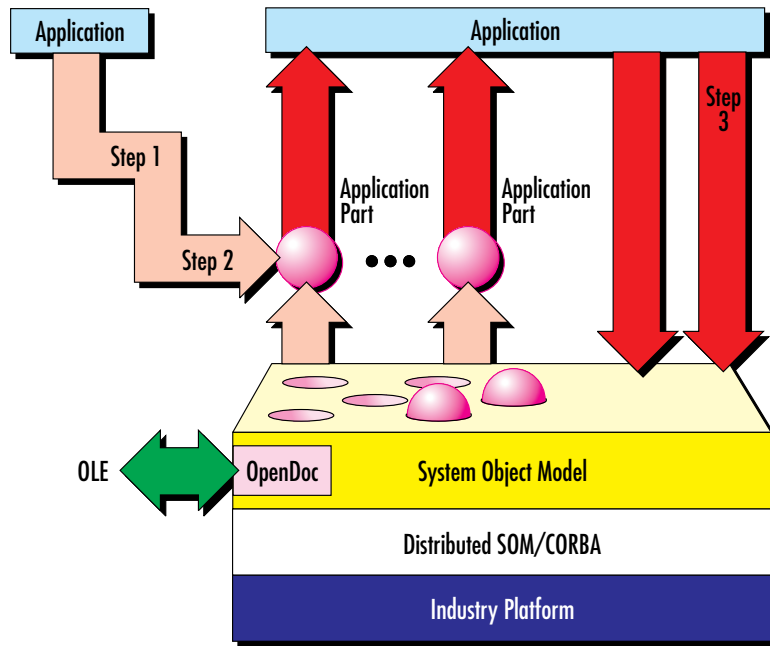 Application
Application
Step 1
Step
3
Application
Part
Application
Part
Step 2
OLE
OpenDoc
System Object Model
Distributed SOM/CORBA
Industry Platform